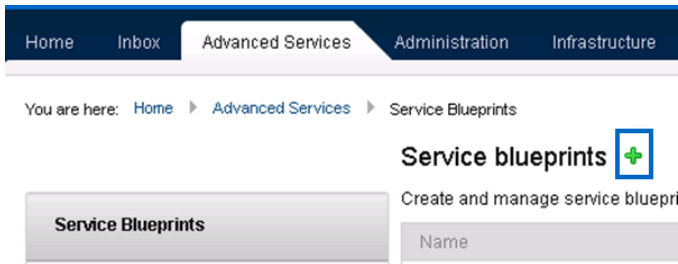 Home Inbox Advanced Services Administration Infrastructure
You are here: Home Advanced Services Service Blueprints
Service blueprints
Create and manage service bluepri
Service Blueprints
Name